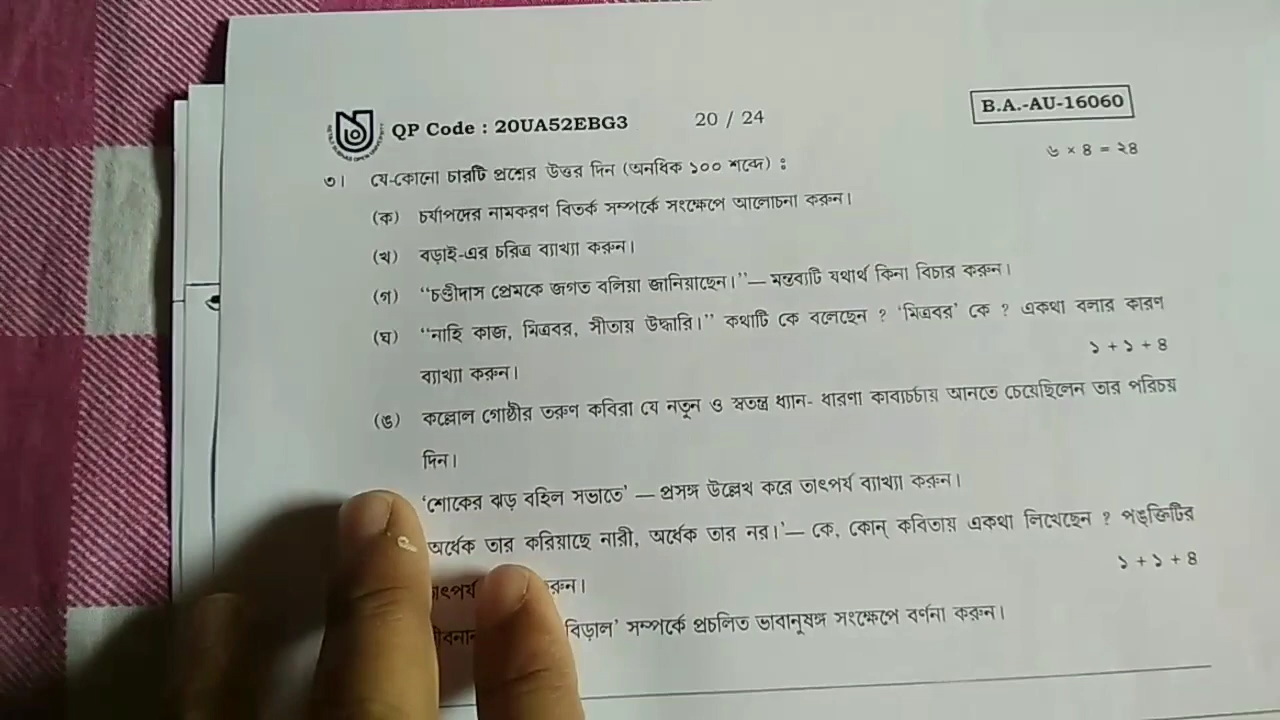 QP Code : 20UA52EBG3 20 / 24 B.A.-AU-16060
৩। যে-কোনো চারটি প্রশ্নের উত্তর দিন (অনধিক ১০০ শব্দে) : ৬ × ৪ = ২৪
(ক) চর্যাপদের নামকরণ বিতর্ক সম্পর্কে সংক্ষেপে আলোচনা করুন।
(খ) বড়াই-এর চরিত্র ব্যাখ্যা করুন।
(গ) “চণ্ডীদাস প্রেমকে জগত বলিয়া জানিয়াছেন।”— মন্তব্যটি যথার্থ কিনা বিচার করুন।
(ঘ) “নাহি কাজ, মিত্রবর, সীতায় উদ্ধারি।” কথাটি কে বলেছেন ? ‘মিত্রবর’ কে ? একথা বলার কারণ
ব্যাখ্যা করুন। ১ + ১ + ৪
(ঙ) কল্লোল গোষ্ঠীর তরুণ কবিরা যে নতুন ও স্বতন্ত্র ধ্যান- ধারণা কাব্যচর্চায় আনতে চেয়েছিলেন তার পরিচয়
দিন।
‘শোকের ঝড় বহিল সভাতে’ — প্রসঙ্গ উল্লেখ করে তাৎপর্য ব্যাখ্যা করুন।
অর্ধেক তার করিয়াছে নারী, অর্ধেক তার নর।’— কে, কোন্ কবিতায় একথা লিখেছেন ? পঙ্‌ক্তিটির
১ + ১ + ৪
বিড়াল’ সম্পর্কে প্রচলিত ভাবানুষঙ্গ সংক্ষেপে বর্ণনা করুন।